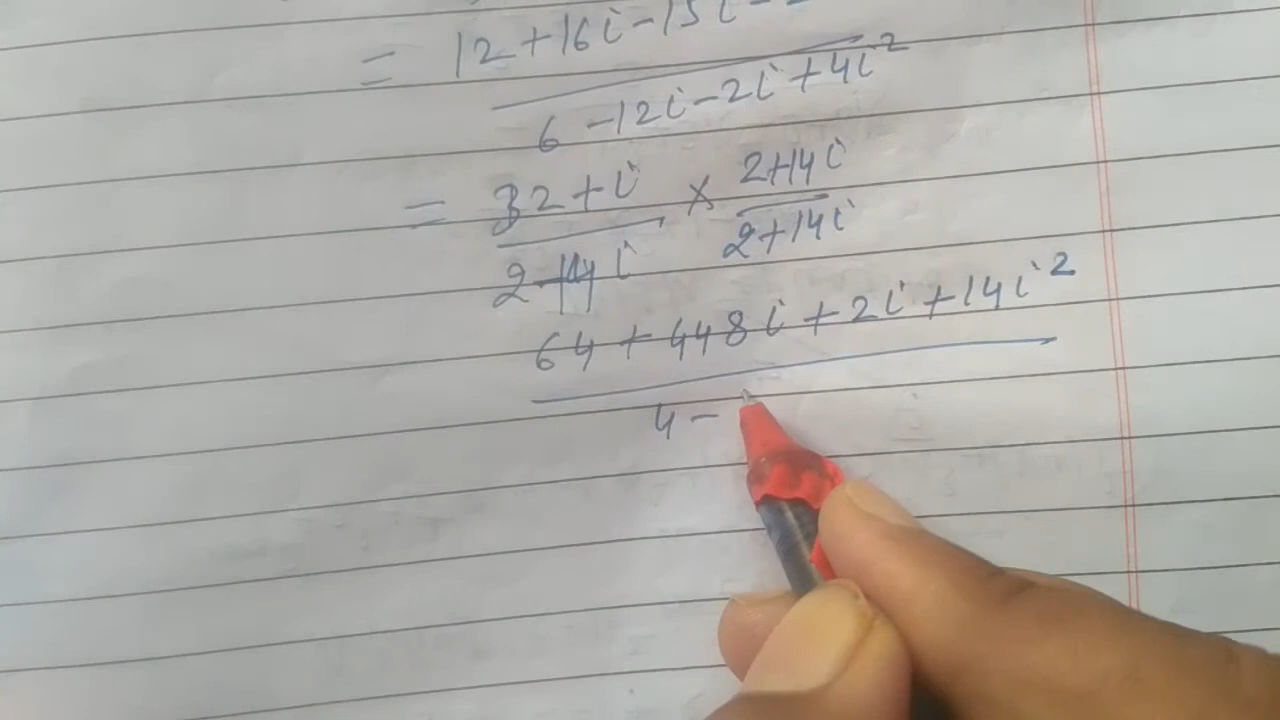 = 12+16i-15i-
6-12i-2i+4i²
= 32+i × 2+14i
2-14i 2+14i
64+448i+2i+14i²
4-